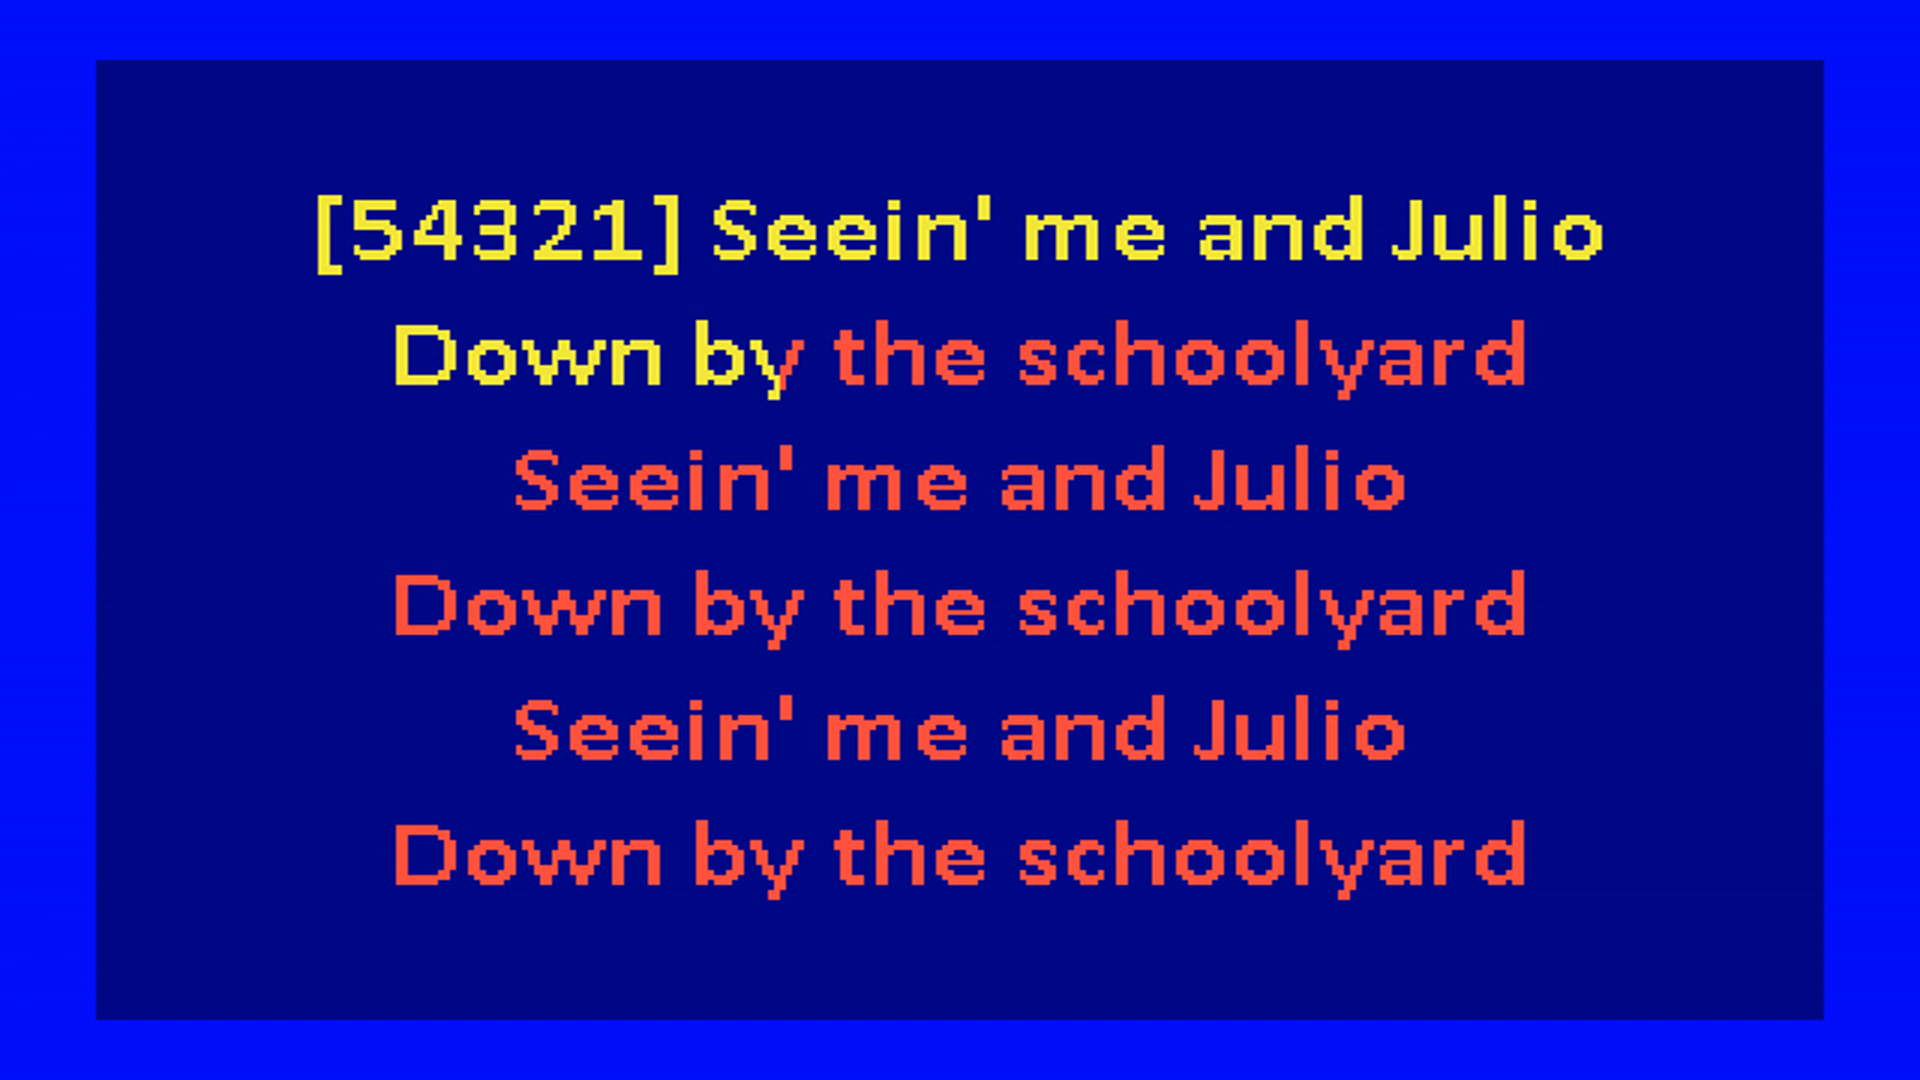 [54321] Seein' me and Julio
Down by the schoolyard
Seein' me and Julio
Down by the schoolyard
Seein' me and Julio
Down by the schoolyard